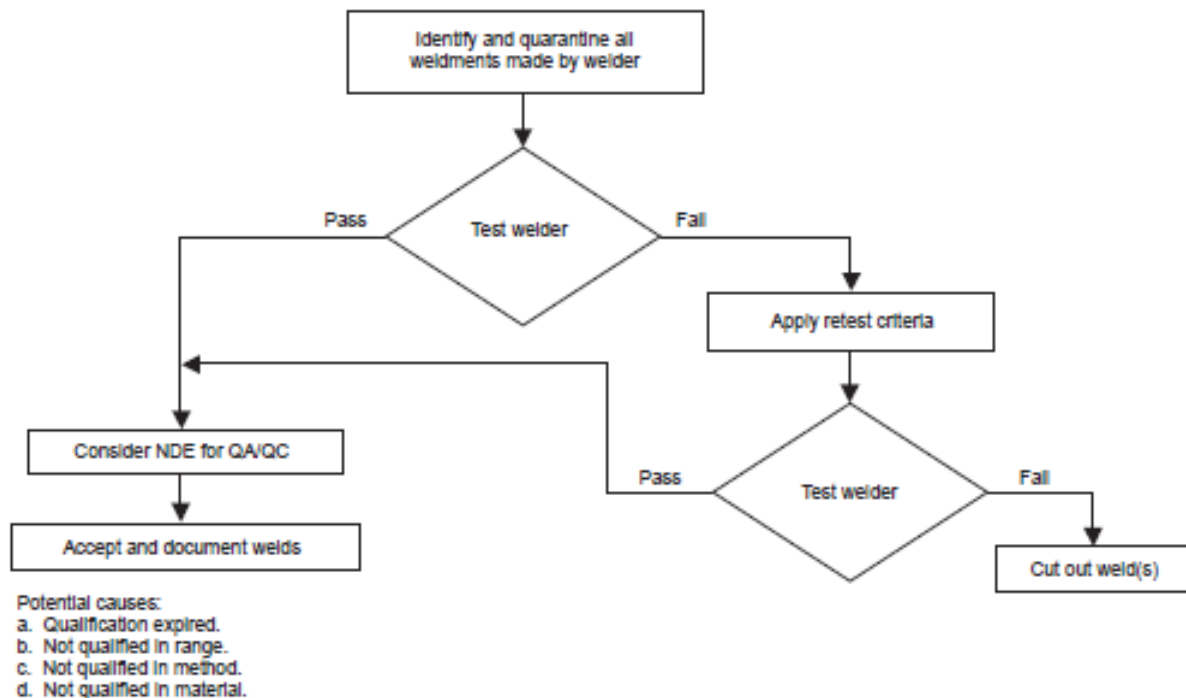 Identify and quarantine all
weldments made by welder
Pass
Test welder
Fail
Apply retest criteria
Consider NDE for QA/QC
Pass
Test welder
Fail
Accept and document welds
Cut out weld(s)
Potential causes:
a. Qualification expired.
b. Not qualified in range.
c. Not qualified in method.
d. Not qualified in material.